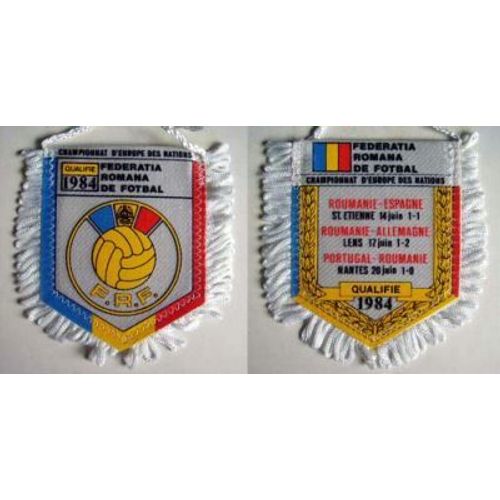 CHAMPIONNAT D'EUROPE DES NATIONS
QUALIFIE
1984
FEDERATIA
ROMANA
DE FOTBAL
F.R.F.
FEDERATIA
ROMANA
DE FOTBAL
CHAMPIONNAT D'EUROPE DES NATIONS
ROUMANIE-ESPAGNE
ST. ETIENNE 14 juin 1-1
ROUMANIE-ALLEMAGNE
LENS 17 juin 1-2
PORTUGAL-ROUMANIE
NANTES 20 juin 1-0
QUALIFIE
1984